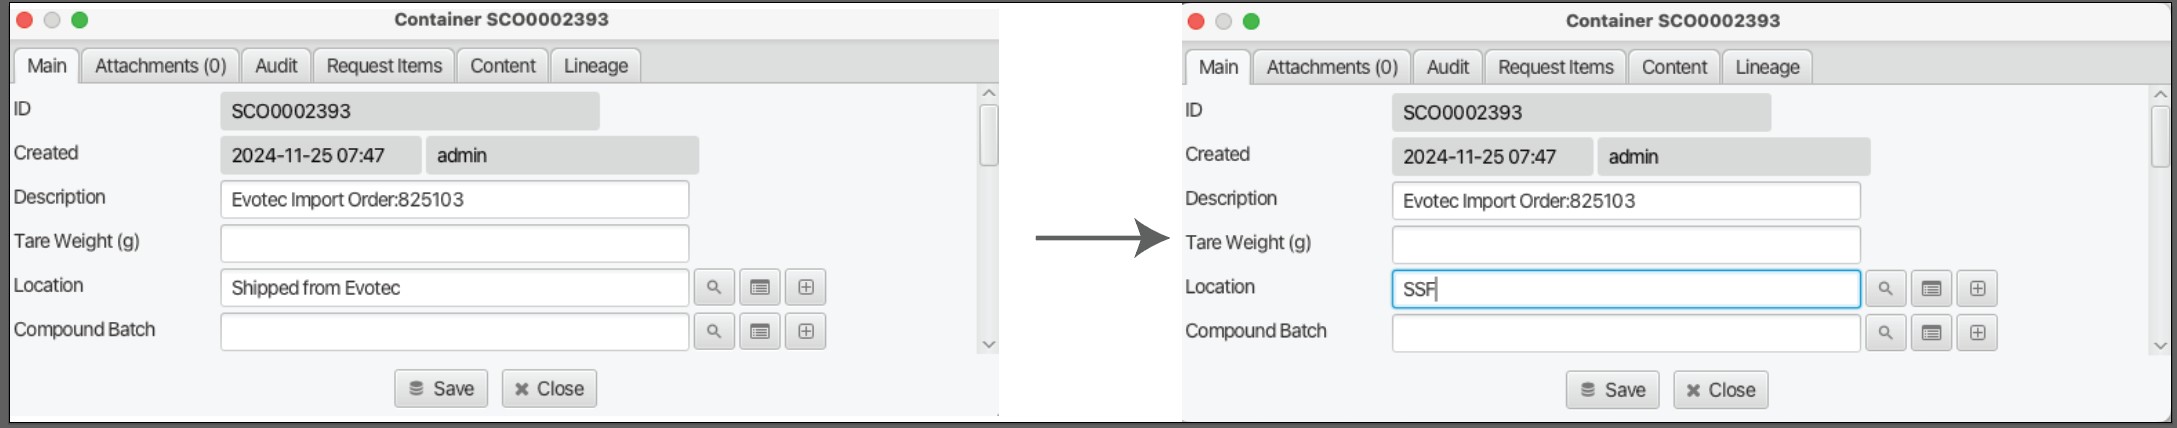 Container SCO0002393
Main Attachments (0) Audit Request Items Content Lineage
ID SCO0002393
Created 2024-11-25 07:47 admin
Description Evotec Import Order:825103
Tare Weight (g)
Location Shipped from Evotec
Compound Batch
Save Close
Container SCO0002393
Main Attachments (0) Audit Request Items Content Lineage
ID SCO0002393
Created 2024-11-25 07:47 admin
Description Evotec Import Order:825103
Tare Weight (g)
Location SSF
Compound Batch
Save Close